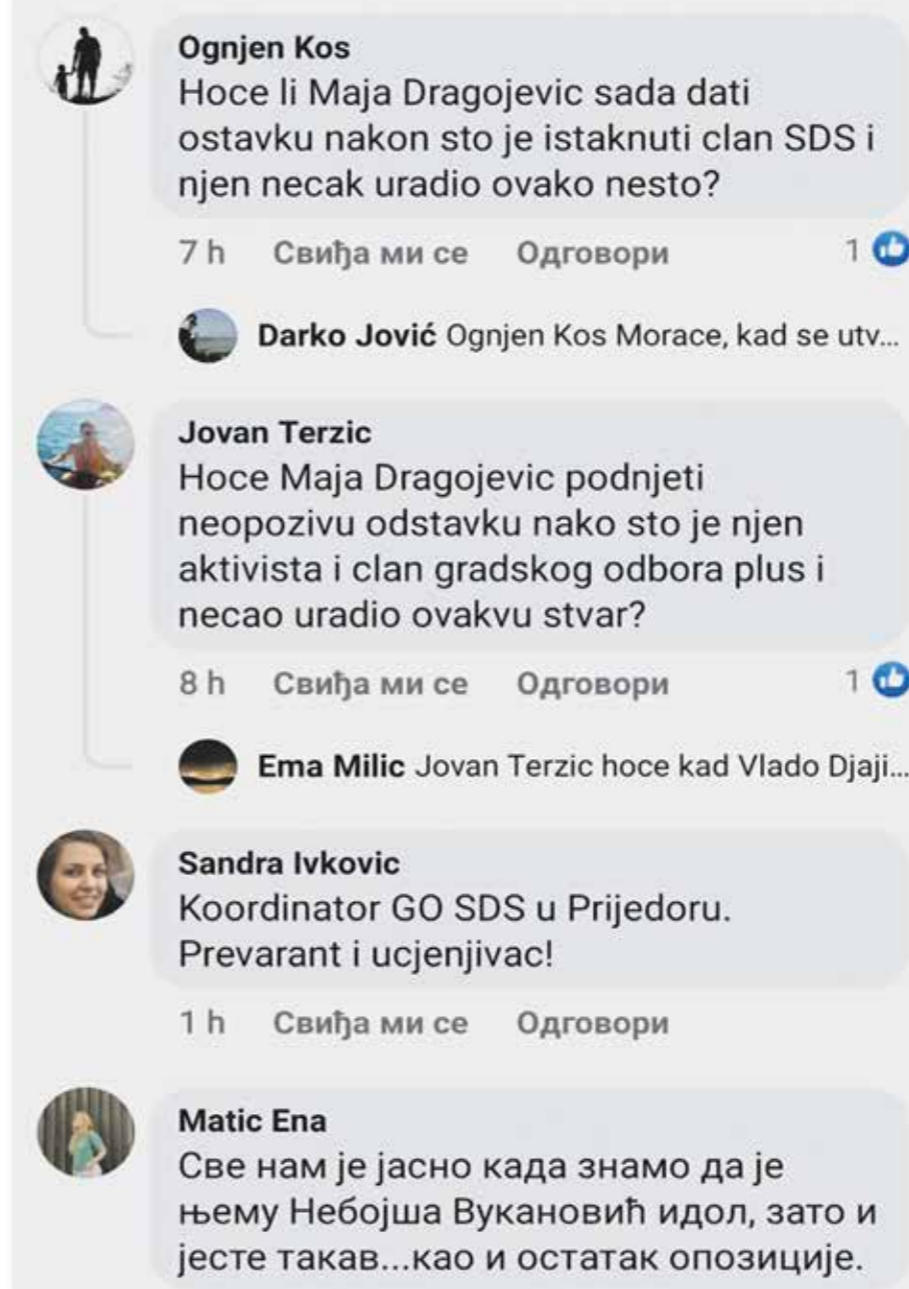 Ognjen Kos
Hoce li Maja Dragojevic sada dati
ostavku nakon sto je istaknuti clan SDS i
njen necak uradio ovako nesto?
7 h Свиђа ми се Одговори 1
Darko Jović Ognjen Kos Morace, kad se utv...
Jovan Terzic
Hoce Maja Dragojevic podnjeti
neopozivu odstavku nako sto je njen
aktivista i clan gradskog odbora plus i
necao uradio ovakvu stvar?
8 h Свиђа ми се Одговори 1
Ema Milic Jovan Terzic hoce kad Vlado Djaji...
Sandra Ivkovic
Koordinator GO SDS u Prijedoru.
Prevarant i ucjenjivac!
1 h Свиђа ми се Одговори
Matic Ena
Све нам је јасно када знамо да је
њему Небојша Вукановић идол, зато и
јесте такав...као и остатак опозиције.